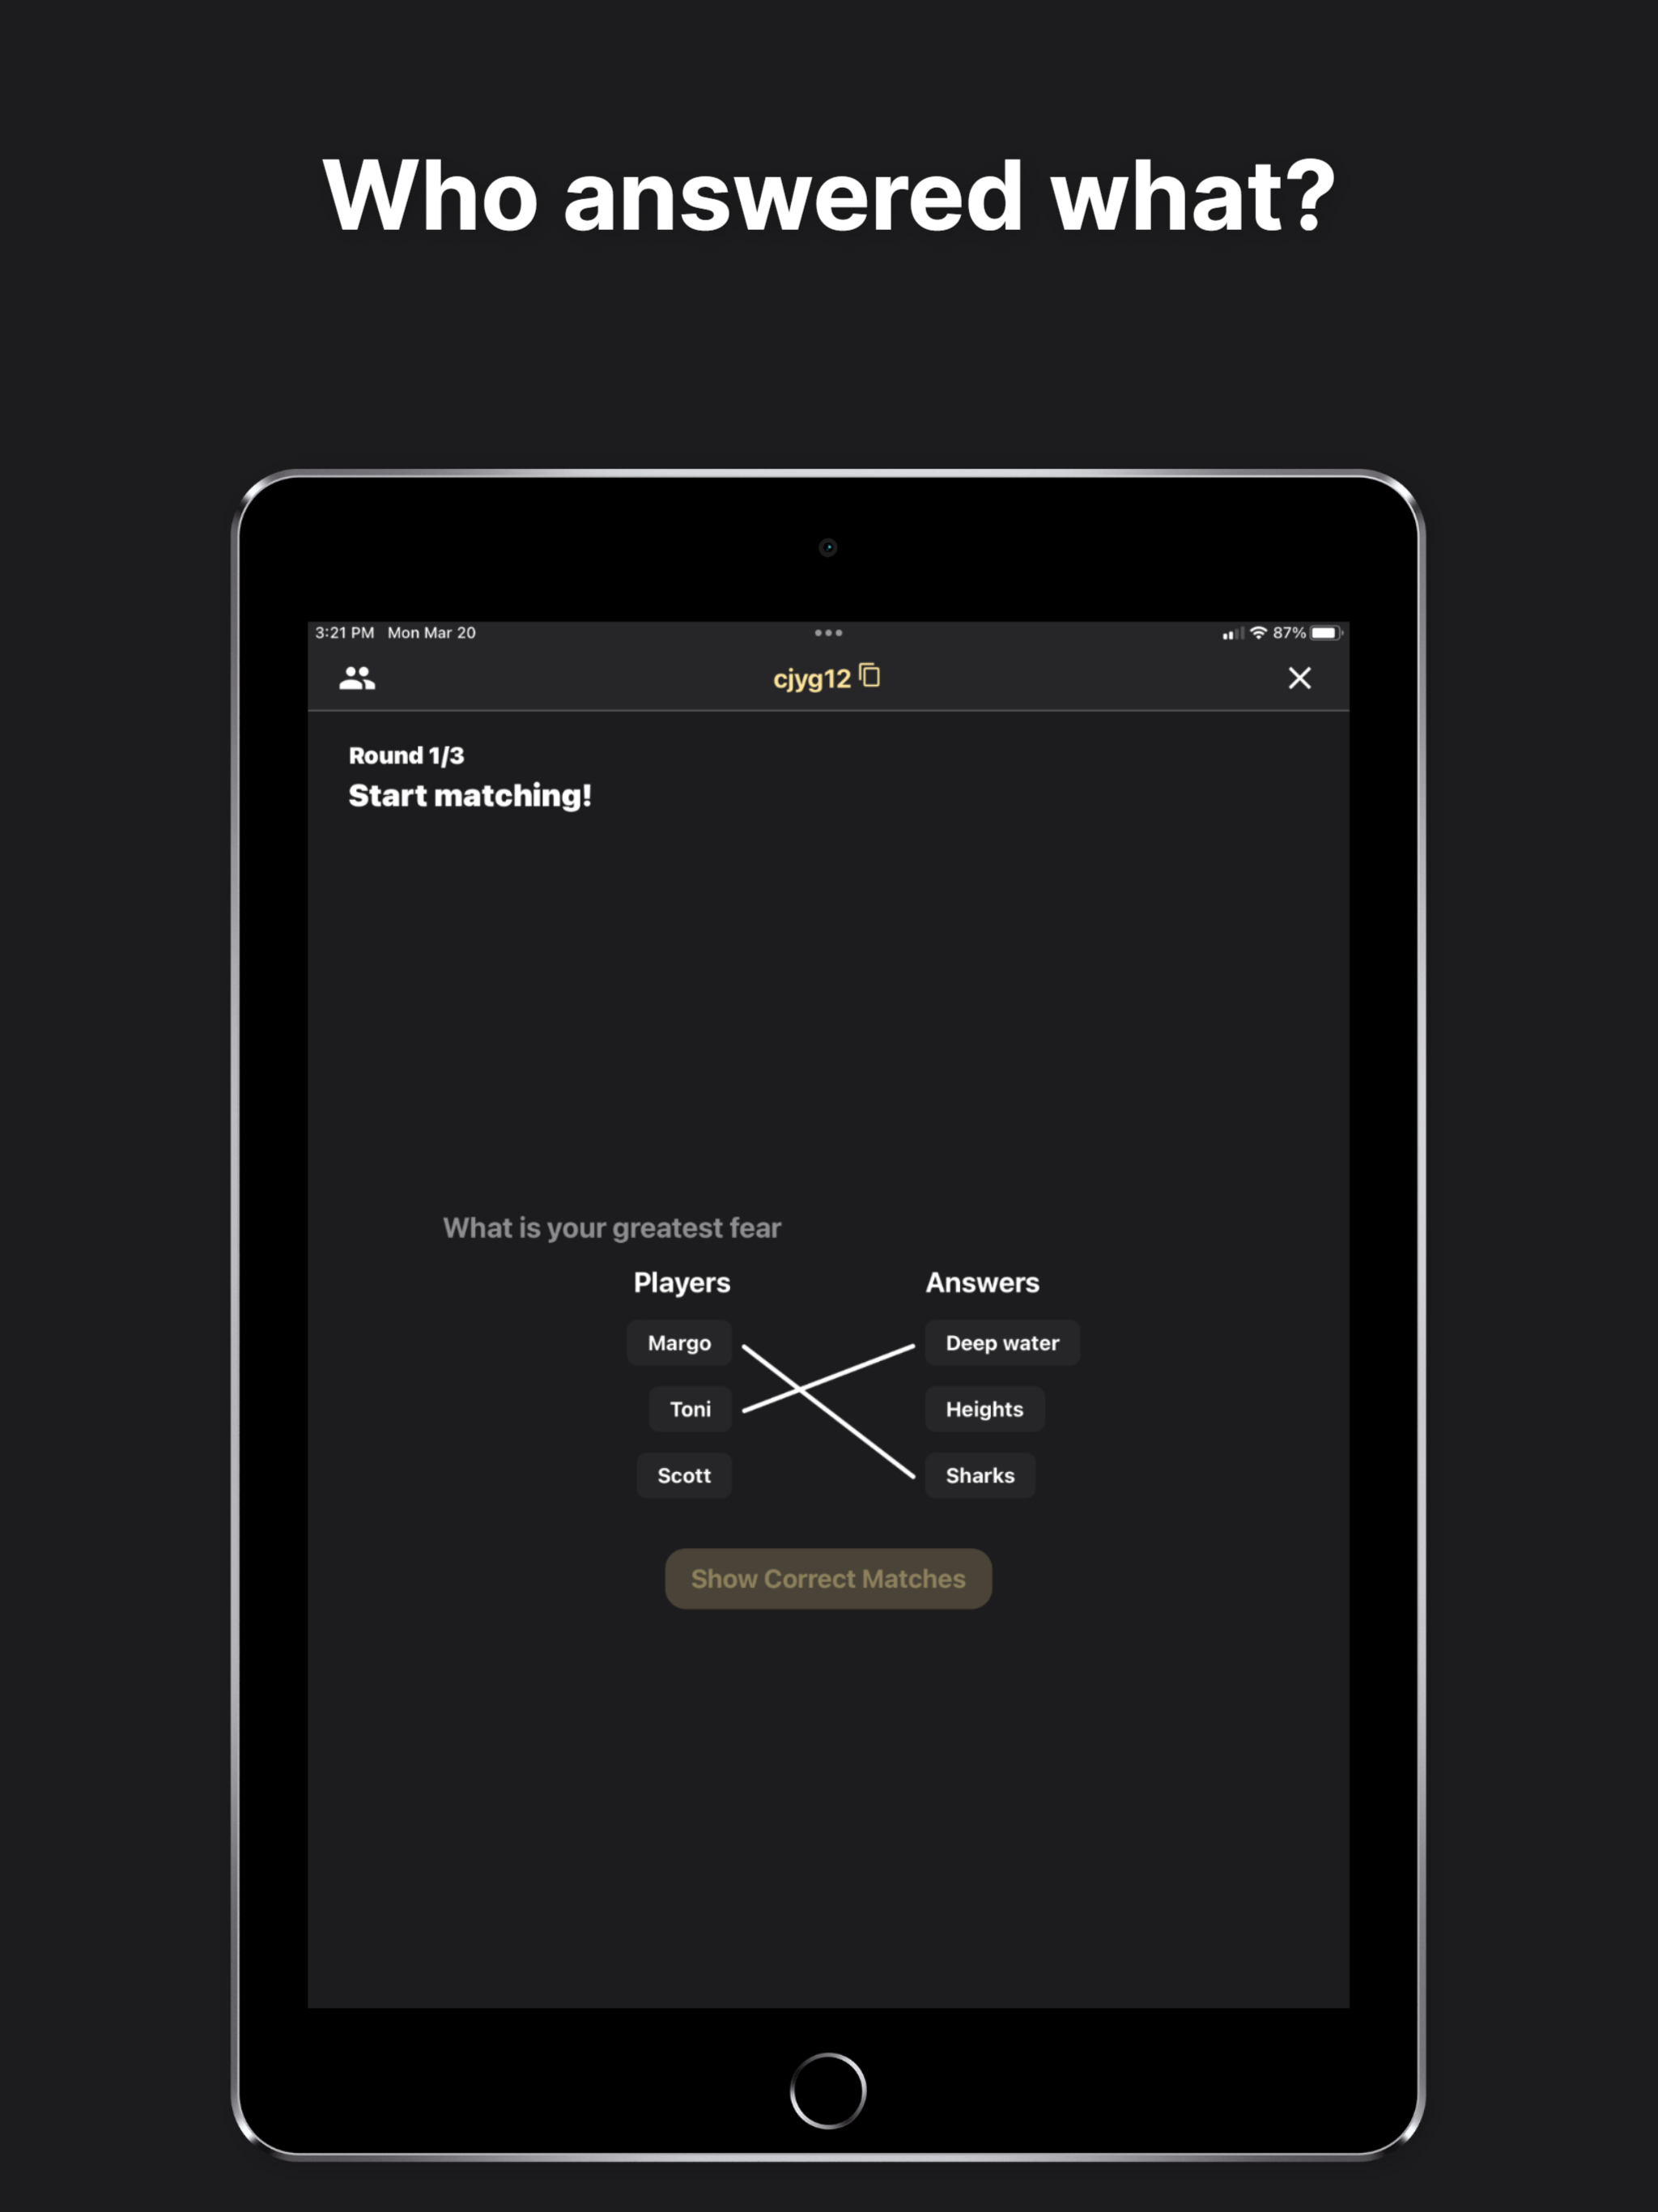 Who answered what?
3:21 PM Mon Mar 20
87%
cjyg12
Round 1/3
Start matching!
What is your greatest fear
Players Answers
Margo Deep water
Toni Heights
Scott Sharks
Show Correct Matches